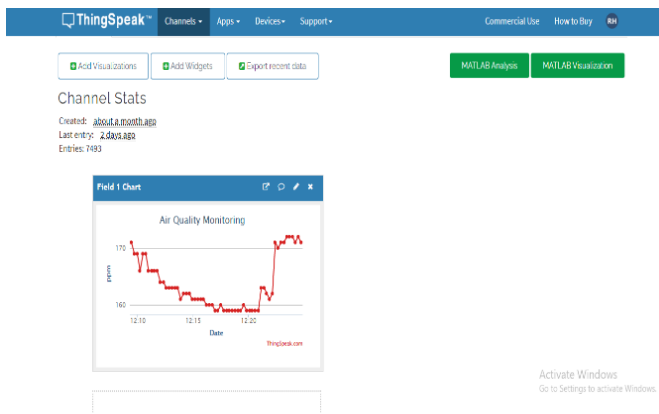 ThingSpeak™ Channels Apps Devices Support Commercial Use How to Buy RH
Add Visualizations Add Widgets Export recent data MATLAB Analysis MATLAB Visualization
Channel Stats
Created: about a month ago
Last entry: 2 days ago
Entries: 7493
Field 1 Chart
Air Quality Monitoring
170
ppm
160
12:10 12:15 12:20
Date
ThingSpeak.com
Activate Windows
Go to Settings to activate Windows.